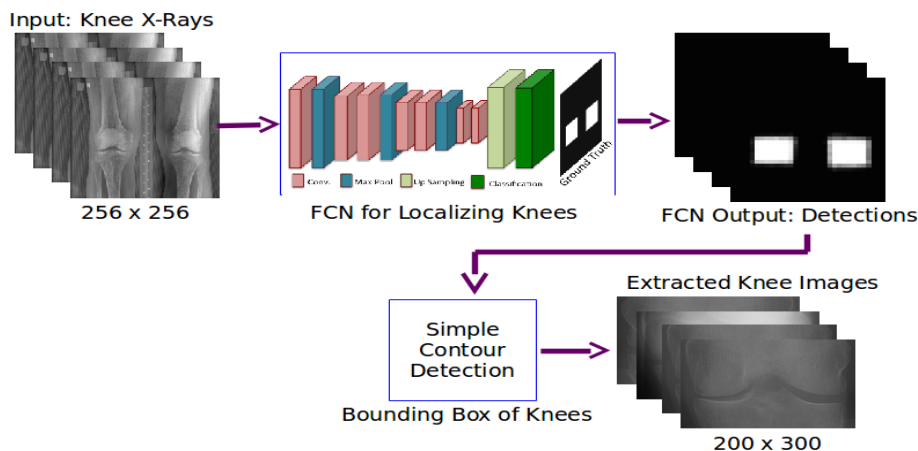 Input: Knee X-Rays
256 x 256
Conv.
Max Pool
Up Sampling
Classification
Ground Truth
FCN for Localizing Knees
FCN Output: Detections
Simple
Contour
Detection
Bounding Box of Knees
Extracted Knee Images
200 x 300